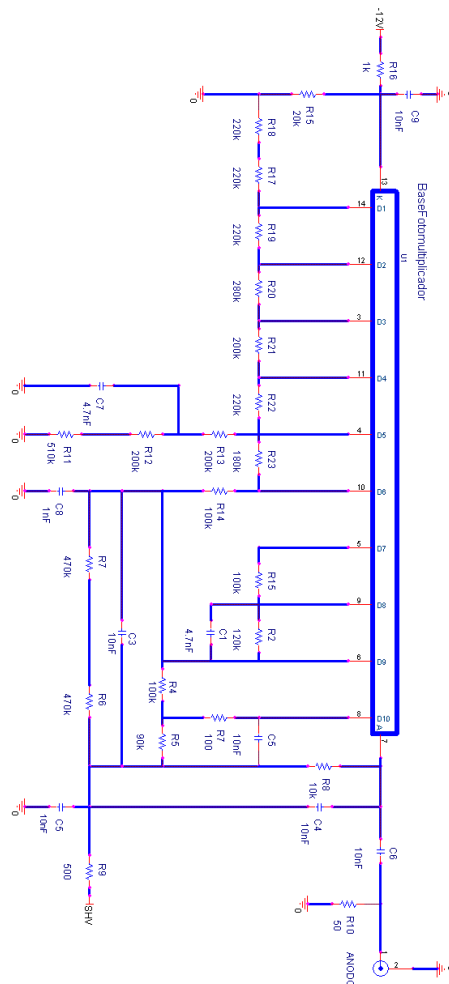 -12V
R16
1k
C9
10nF
0
R15
20k
0
R18
220k
R17
220k
R19
220k
R20
280k
R21
200k
R22
220k
R23
180k
BaseFotomultiplicador
U1
13
K
14
D1
12
D2
3
D3
11
D4
4
D5
10
D6
5
D7
9
D8
6
D9
8
D10
A
7
C7
4.7nF
0
R11
510k
R12
200k
R13
200k
0
C8
1nF
0
R14
100k
R7
470k
C3
10nF
R6
470k
R15
100k
C1
4.7nF
R2
120k
R4
100k
R5
90k
R7
100
C5
10nF
R8
10k
C5
10nF
0
C4
10nF
C6
10nF
R9
500
SHV
R10
50
0
1
2
ANODO